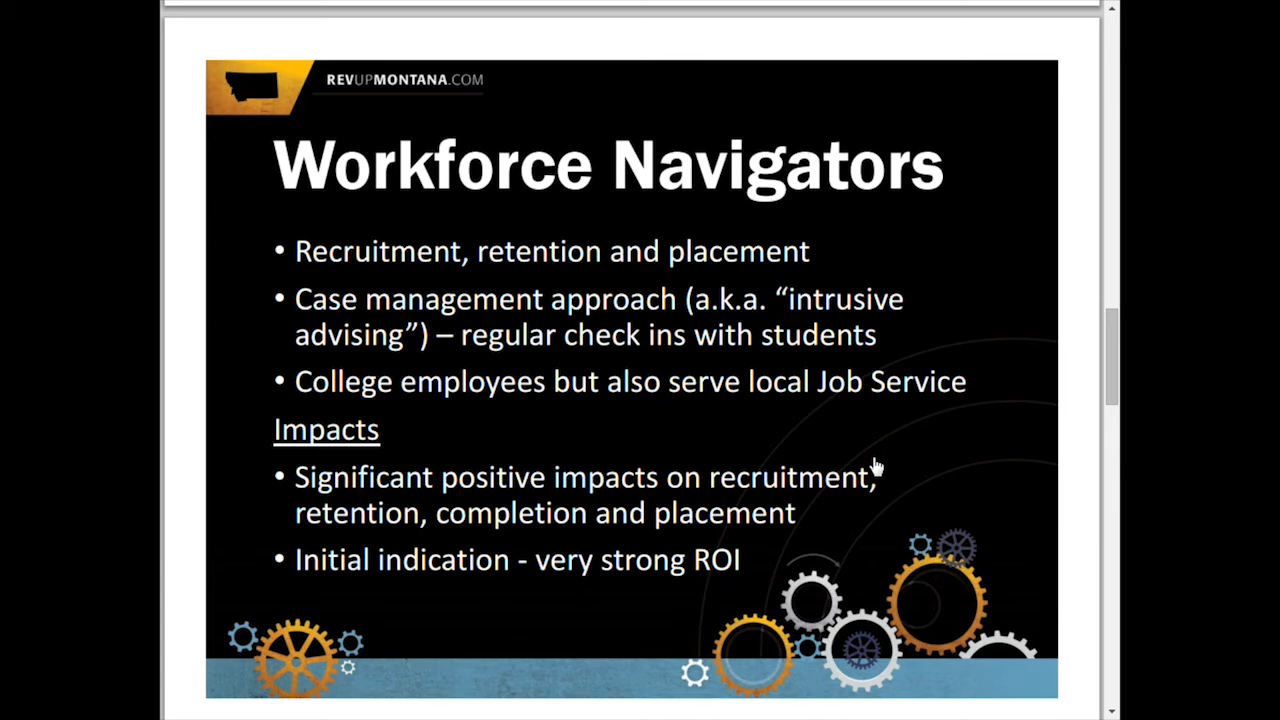 REVUPMONTANA.COM
Workforce Navigators
• Recruitment, retention and placement
• Case management approach (a.k.a. “intrusive
advising”) – regular check ins with students
• College employees but also serve local Job Service
Impacts
• Significant positive impacts on recruitment,
retention, completion and placement
• Initial indication - very strong ROI